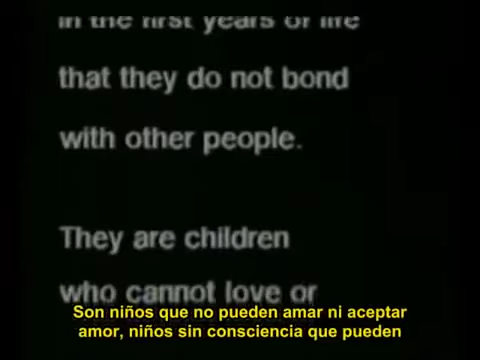 in the first years of life
that they do not bond
with other people.
They are children
who cannot love or
Son niños que no pueden amar ni aceptar
amor, niños sin consciencia que pueden